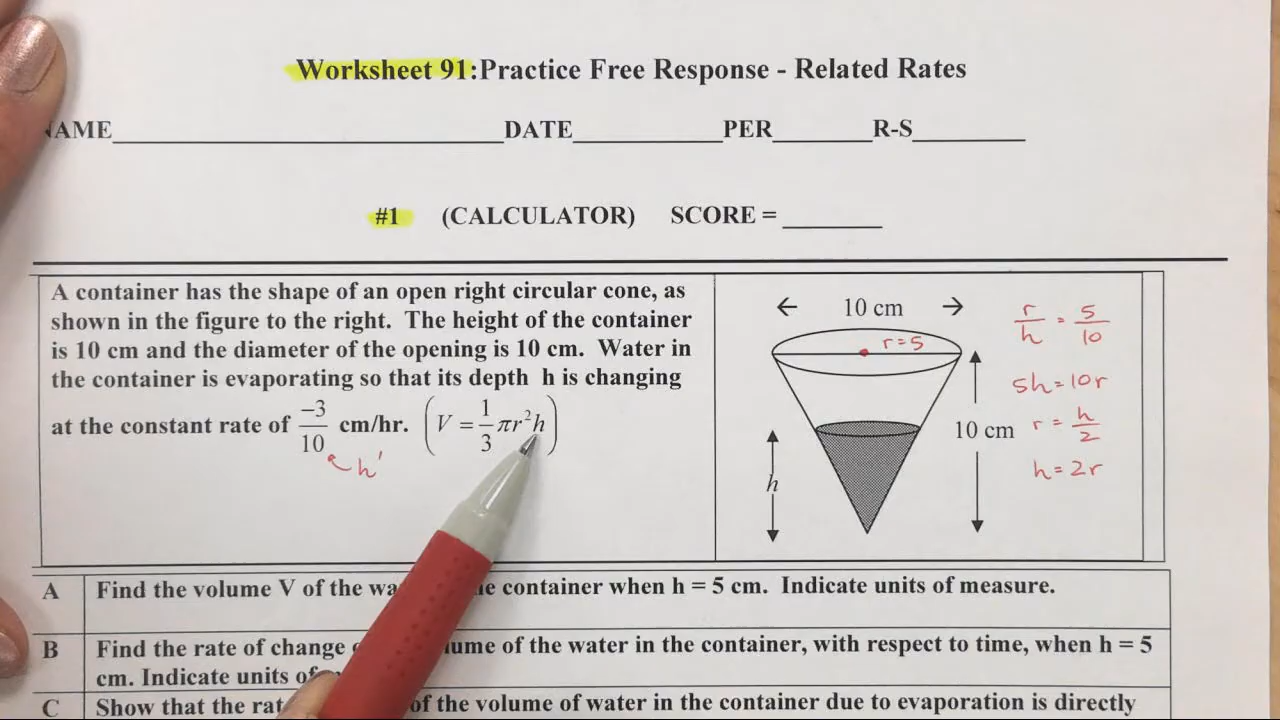 Worksheet 91:Practice Free Response - Related Rates
AME DATE PER R-S
#1 (CALCULATOR) SCORE =
A container has the shape of an open right circular cone, as
shown in the figure to the right. The height of the container
is 10 cm and the diameter of the opening is 10 cm. Water in
the container is evaporating so that its depth h is changing
at the constant rate of -3/10 cm/hr. (V = 1/3 πr²h)
h'
10 cm
r=5
10 cm
h
r/h = 5/10
5h=10r
r = h/2
h=2r
A Find the volume V of the container when h = 5 cm. Indicate units of measure.
B Find the rate of change of the water in the container, with respect to time, when h = 5
cm. Indicate units
C Show that the of the volume of water in the container due to evaporation is directly